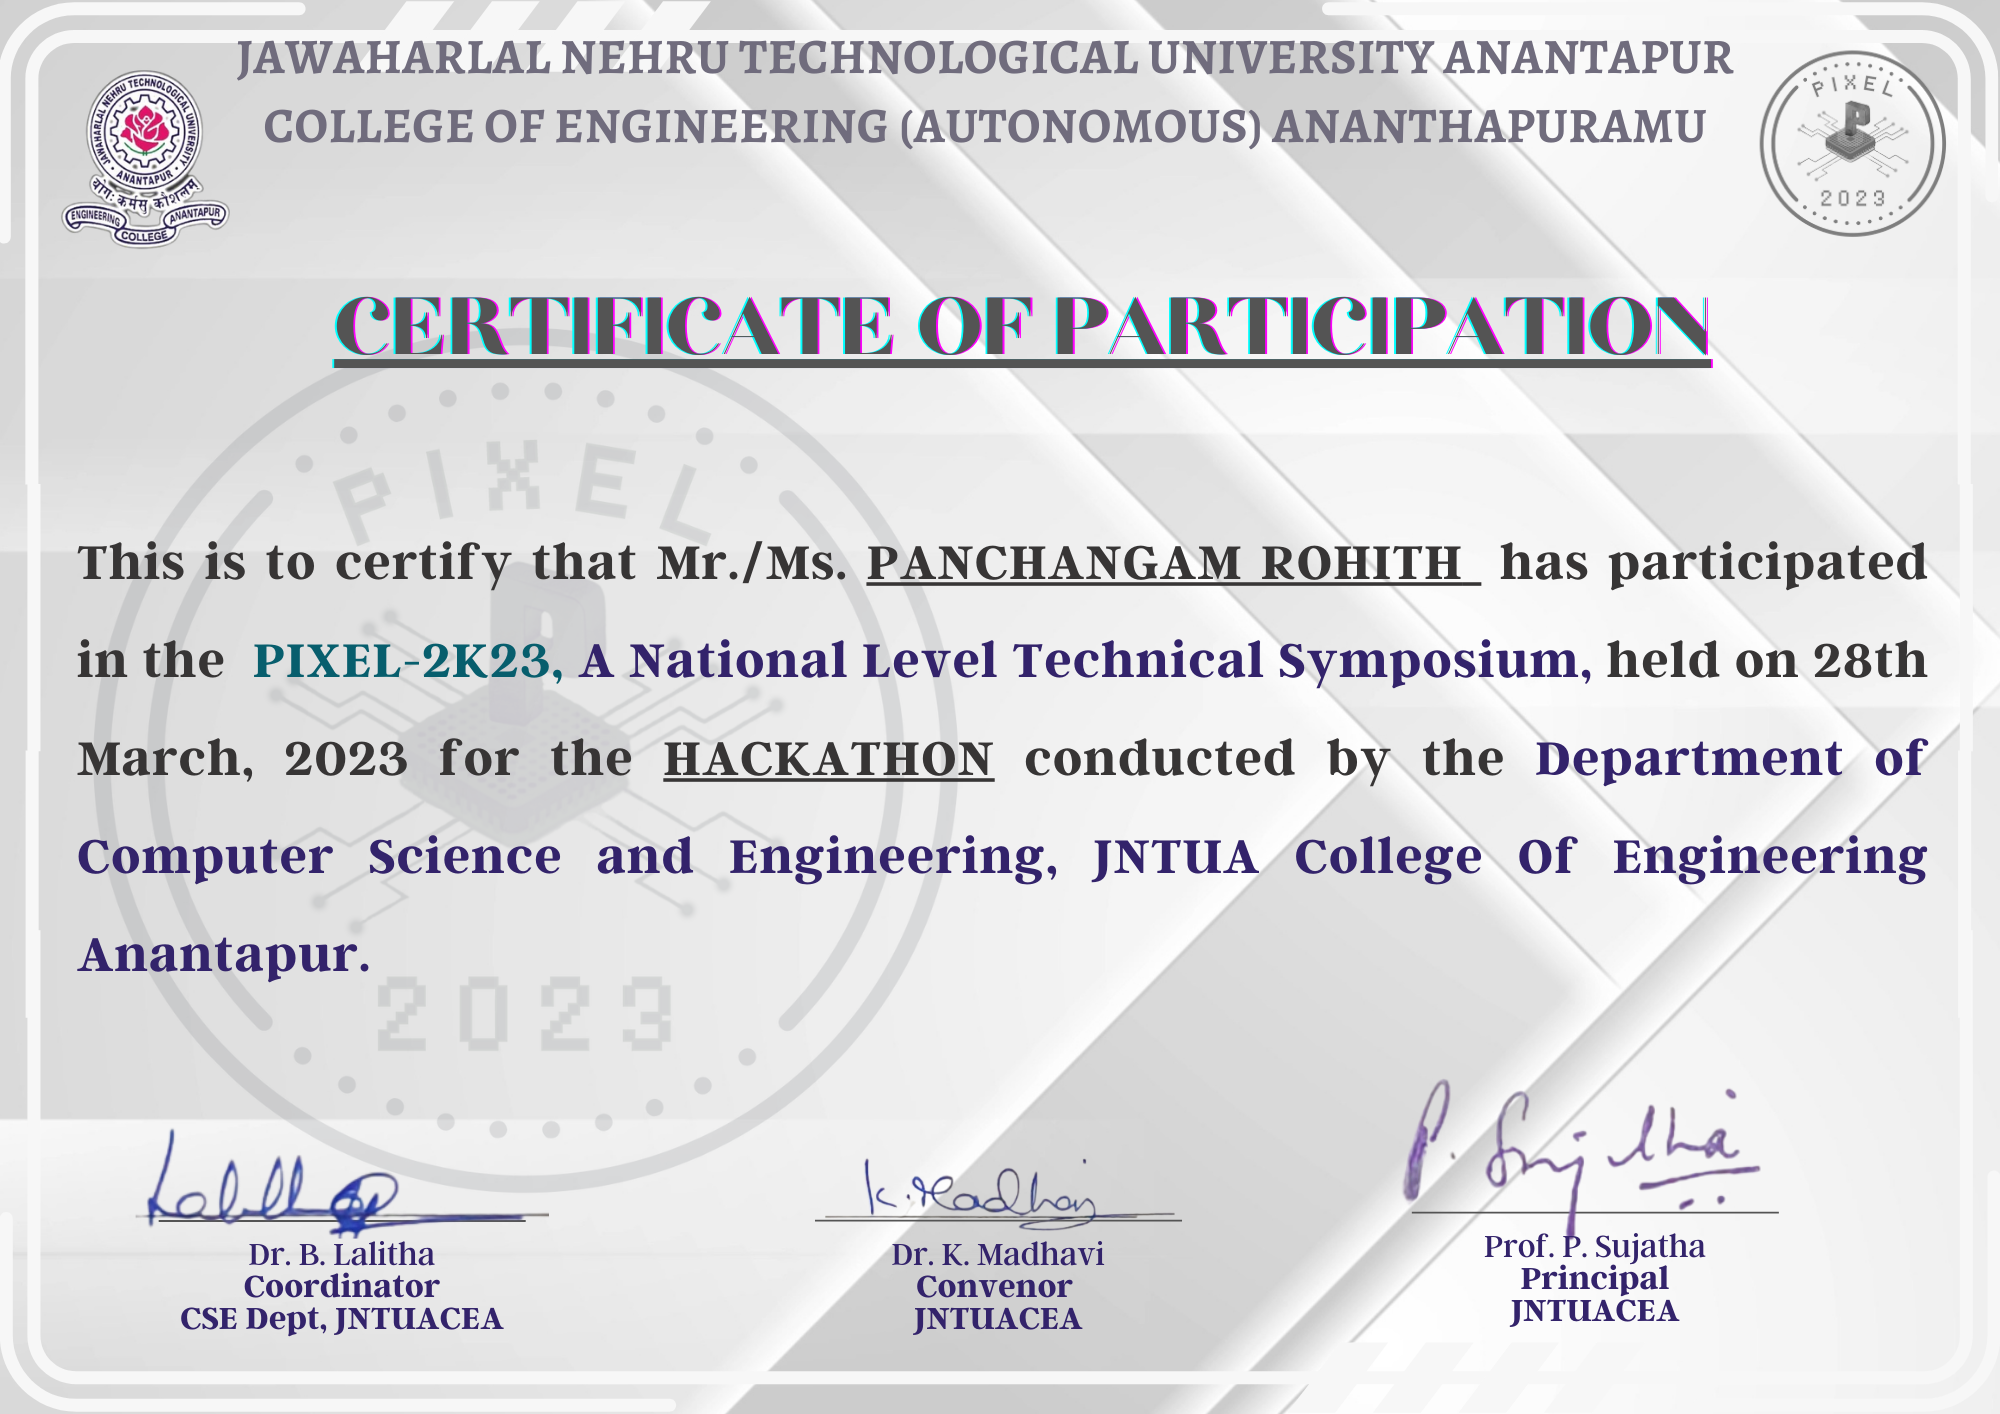 JAWAHARLAL NEHRU TECHNOLOGICAL UNIVERSITY ANANTAPUR
COLLEGE OF ENGINEERING (AUTONOMOUS) ANANTHAPURAMU
JAWAHARLAL NEHRU TECHNOLOGICAL UNIVERSITY
ANANTAPUR
ENGINEERING COLLEGE ANANTAPUR
PIXEL
P
2023
CERTIFICATE OF PARTICIPATION
PIXEL
P
This is to certify that Mr./Ms. PANCHANGAM ROHITH has participated
in the PIXEL-2K23, A National Level Technical Symposium, held on 28th
March, 2023 for the HACKATHON conducted by the Department of
Computer Science and Engineering, JNTUA College Of Engineering
Anantapur.
2023
Lalitha
K. Madhavi
P. Sujatha
Dr. B. Lalitha
Coordinator
CSE Dept, JNTUACEA
Dr. K. Madhavi
Convenor
JNTUACEA
Prof. P. Sujatha
Principal
JNTUACEA